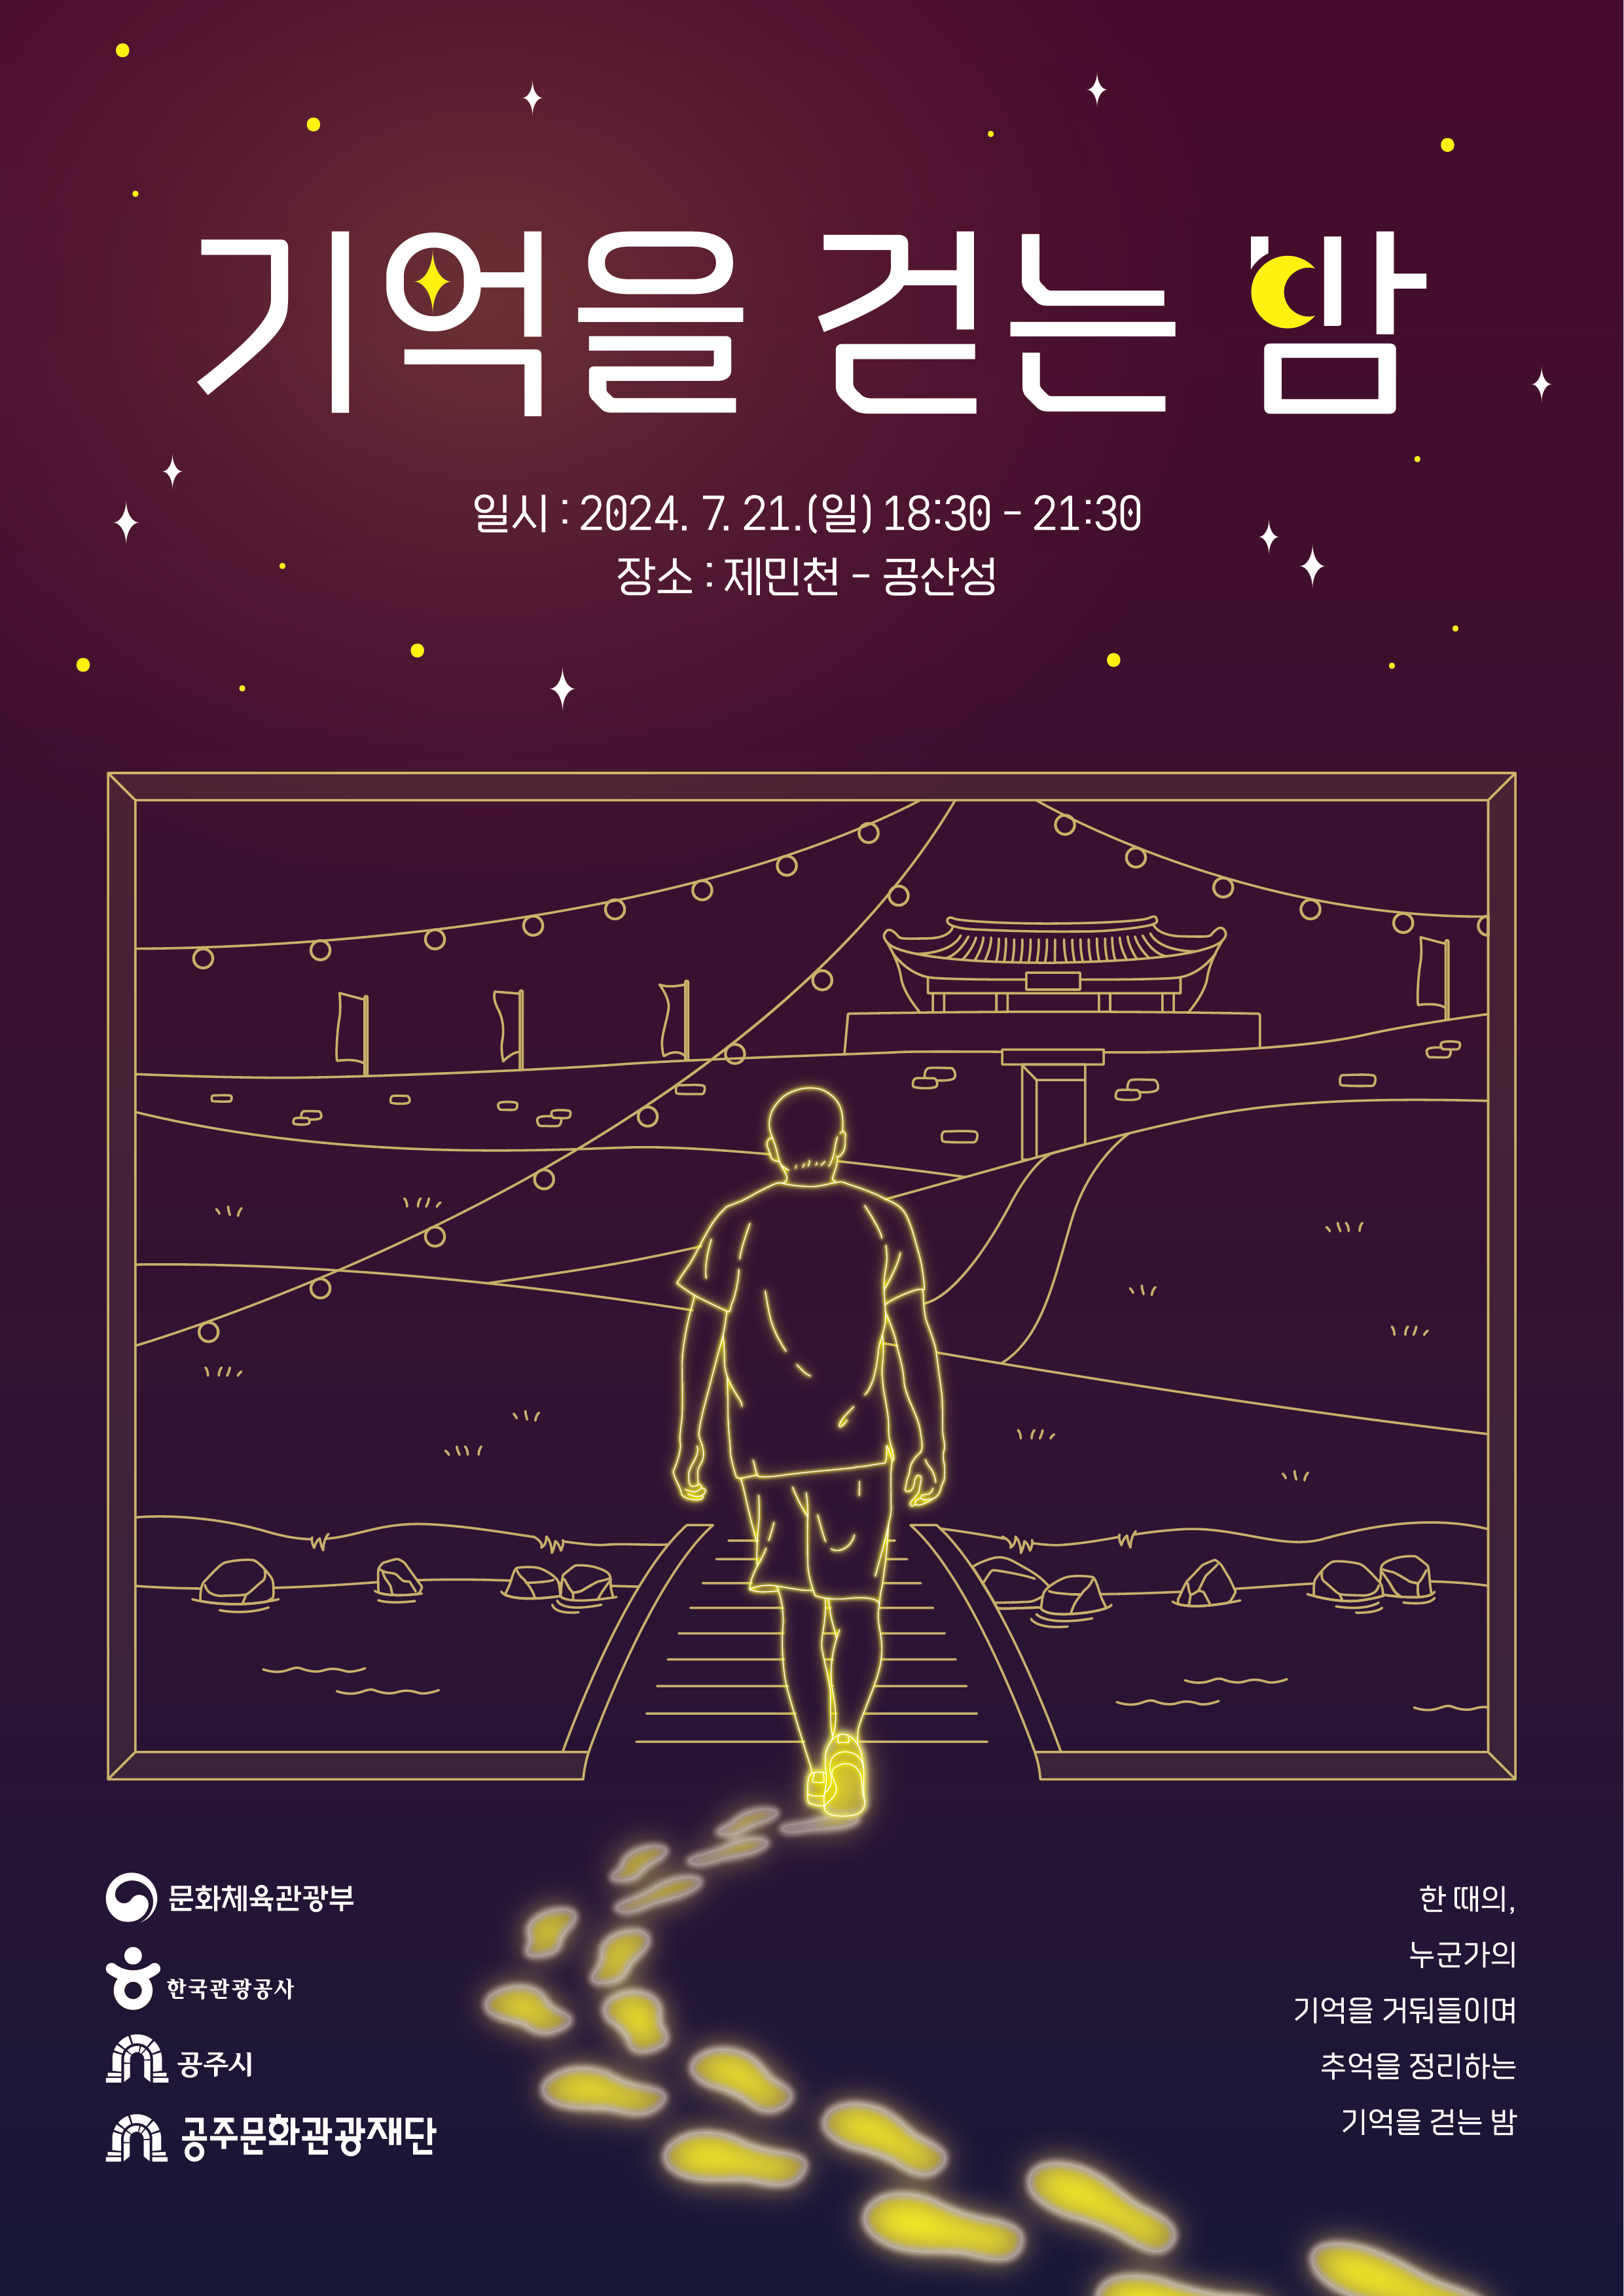 기억을 걷는 밤
일시 : 2024. 7. 21.(일) 18:30 - 21:30
장소 : 제민천 - 공산성
문화체육관광부
한국관광공사
공주시
공주문화관광재단
한 때의,
누군가의
기억을 거둬들이며
추억을 정리하는
기억을 걷는 밤